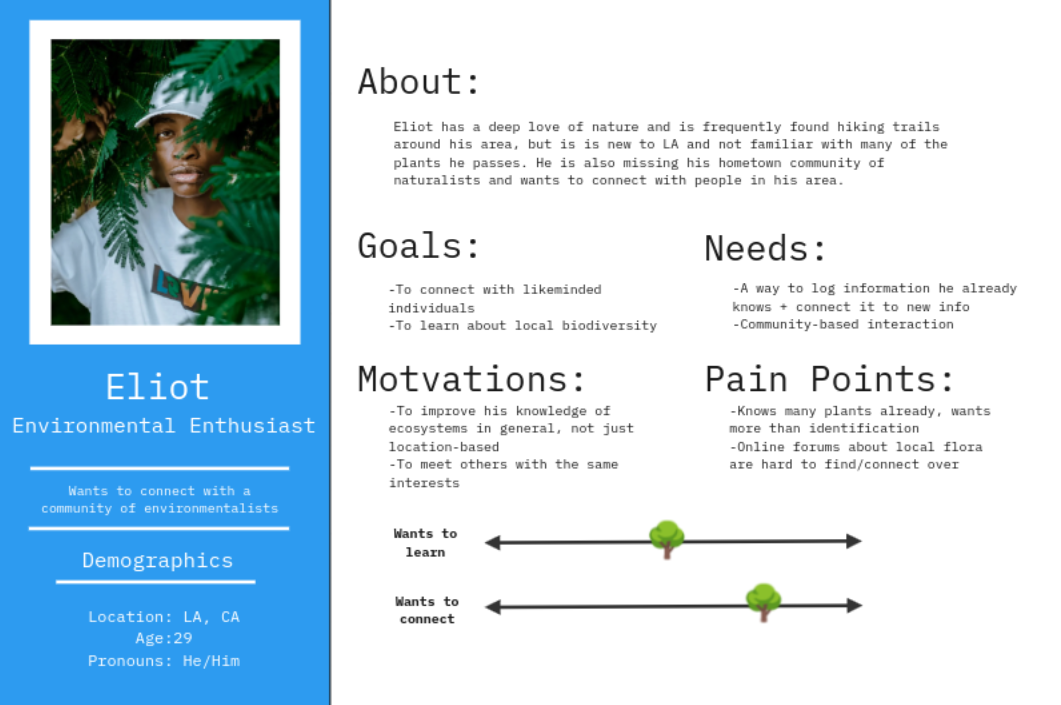 Eliot
Environmental Enthusiast
Wants to connect with a
community of environmentalists
Demographics
Location: LA, CA
Age:29
Pronouns: He/Him
About:
Eliot has a deep love of nature and is frequently found hiking trails
around his area, but is is new to LA and not familiar with many of the
plants he passes. He is also missing his hometown community of
naturalists and wants to connect with people in his area.
Goals:
-To connect with likeminded
individuals
-To learn about local biodiversity
Needs:
-A way to log information he already
knows + connect it to new info
-Community-based interaction
Motvations:
-To improve his knowledge of
ecosystems in general, not just
location-based
-To meet others with the same
interests
Pain Points:
-Knows many plants already, wants
more than identification
-Online forums about local flora
are hard to find/connect over
Wants to
learn
Wants to
connect